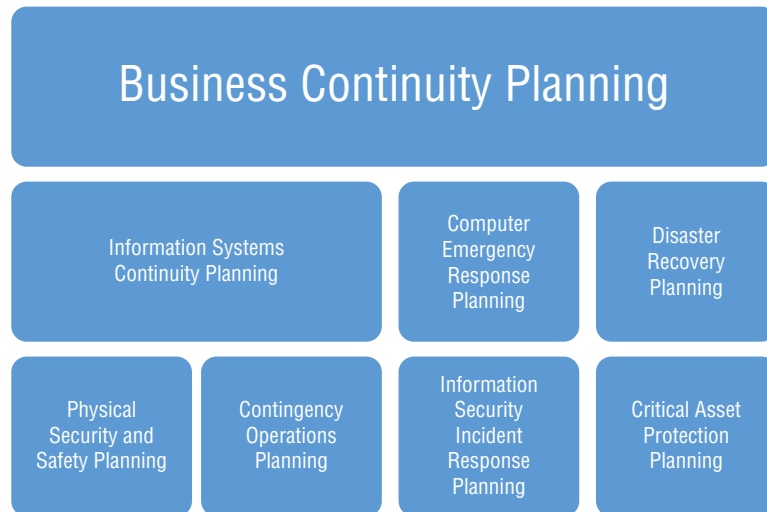 Business Continuity Planning
Information Systems
Continuity Planning
Computer
Emergency
Response
Planning
Disaster
Recovery
Planning
Physical
Security and
Safety Planning
Contingency
Operations
Planning
Information
Security
Incident
Response
Planning
Critical Asset
Protection
Planning